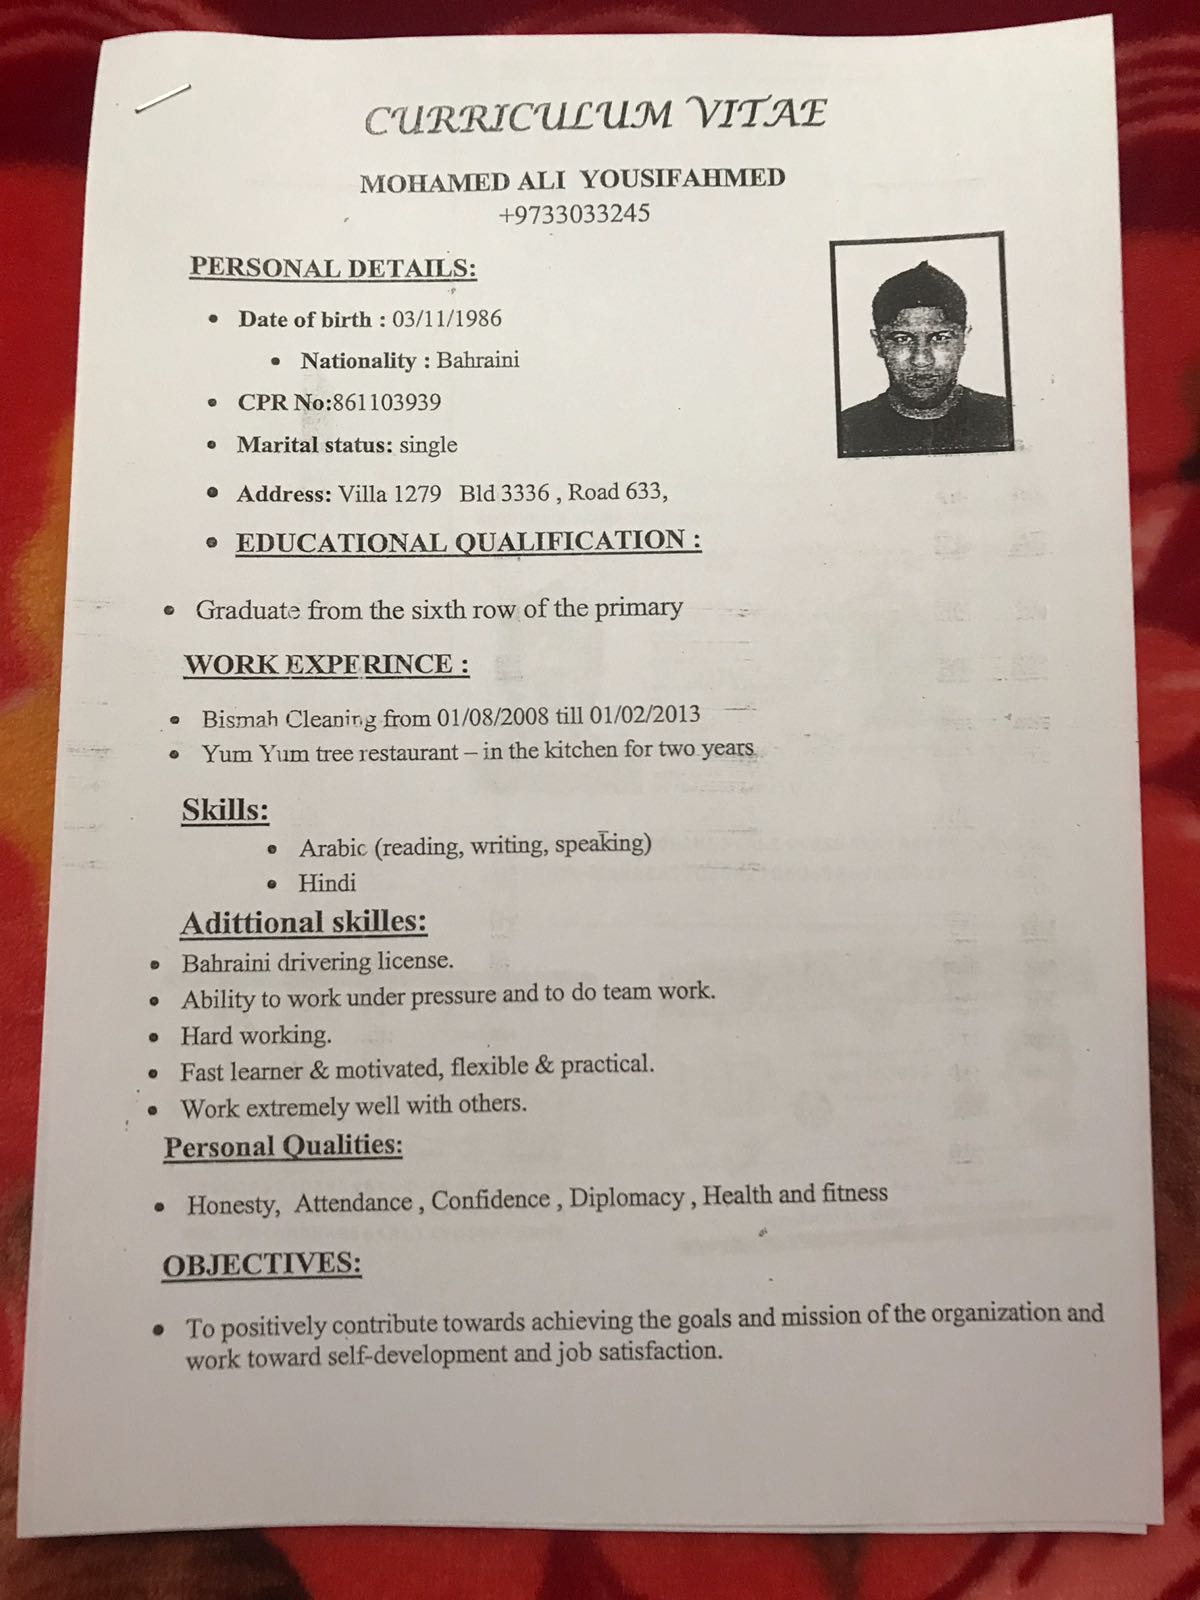 CURRICULUM VITAE
MOHAMED ALI YOUSIFAHMED
+9733033245
PERSONAL DETAILS:
• Date of birth : 03/11/1986
• Nationality : Bahraini
• CPR No:861103939
• Marital status: single
• Address: Villa 1279 Bld 3336 , Road 633,
• EDUCATIONAL QUALIFICATION :
• Graduate from the sixth row of the primary
WORK EXPERINCE :
• Bismah Cleaning from 01/08/2008 till 01/02/2013
• Yum Yum tree restaurant – in the kitchen for two years
Skills:
• Arabic (reading, writing, speaking)
• Hindi
Adittional skilles:
• Bahraini drivering license.
• Ability to work under pressure and to do team work.
• Hard working.
• Fast learner & motivated, flexible & practical.
• Work extremely well with others.
Personal Qualities:
• Honesty, Attendance , Confidence , Diplomacy , Health and fitness
OBJECTIVES:
• To positively contribute towards achieving the goals and mission of the organization and
work toward self-development and job satisfaction.